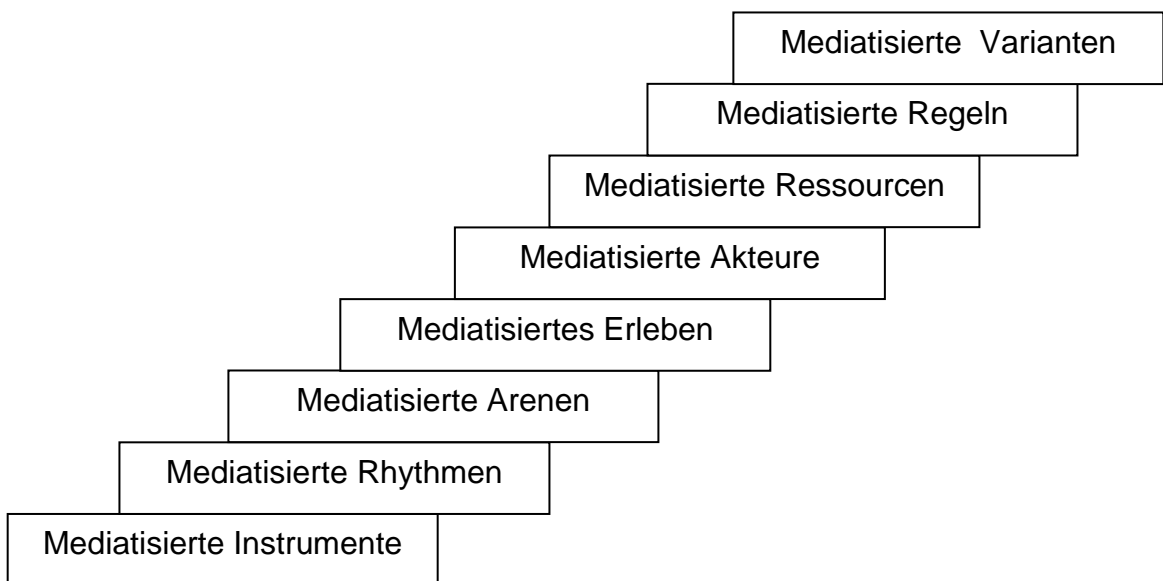 Mediatisierte Varianten
Mediatisierte Regeln
Mediatisierte Ressourcen
Mediatisierte Akteure
Mediatisiertes Erleben
Mediatisierte Arenen
Mediatisierte Rhythmen
Mediatisierte Instrumente